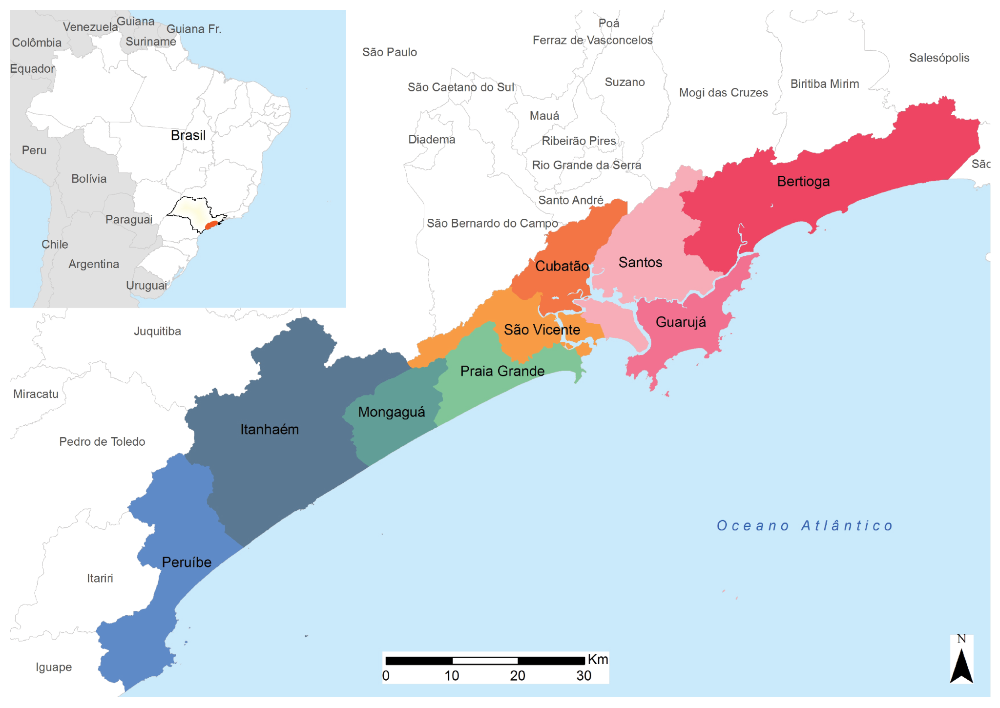 Venezuela
Guiana
Guiana Fr.
Colômbia
Suriname
Equador
Brasil
Peru
Bolívia
Paraguai
Chile
Argentina
Uruguai
Poá
Ferraz de Vasconcelos
São Paulo
Salesópolis
Suzano
Biritiba Mirim
São Caetano do Sul
Mogi das Cruzes
Mauá
Diadema
Ribeirão Pires
Rio Grande da Serra
São
Bertioga
Santo André
São Bernardo do Campo
Santos
Cubatão
Guarujá
São Vicente
Juquitiba
Praia Grande
Miracatu
Mongaguá
Itanhaém
Pedro de Toledo
Oceano Atlântico
Peruíbe
Itariri
Iguape
N
Km
0 10 20 30